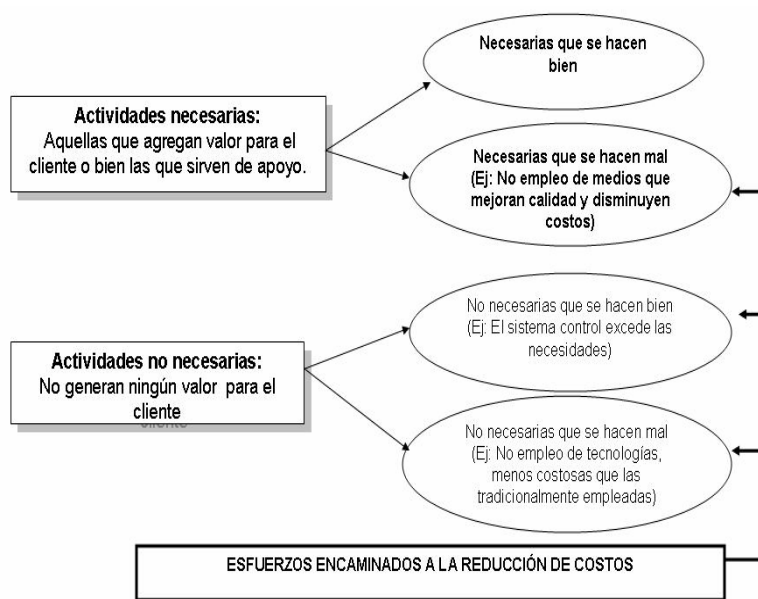 Necesarias que se hacen
bien
Actividades necesarias:
Aquellas que agregan valor para el
cliente o bien las que sirven de apoyo.
Necesarias que se hacen mal
(Ej: No empleo de medios que
mejoran calidad y disminuyen
costos)
No necesarias que se hacen bien
(Ej: El sistema control excede las
necesidades)
Actividades no necesarias:
No generan ningún valor para el
cliente
No necesarias que se hacen mal
(Ej: No empleo de tecnologías,
menos costosas que las
tradicionalmente empleadas)
ESFUERZOS ENCAMINADOS A LA REDUCCIÓN DE COSTOS